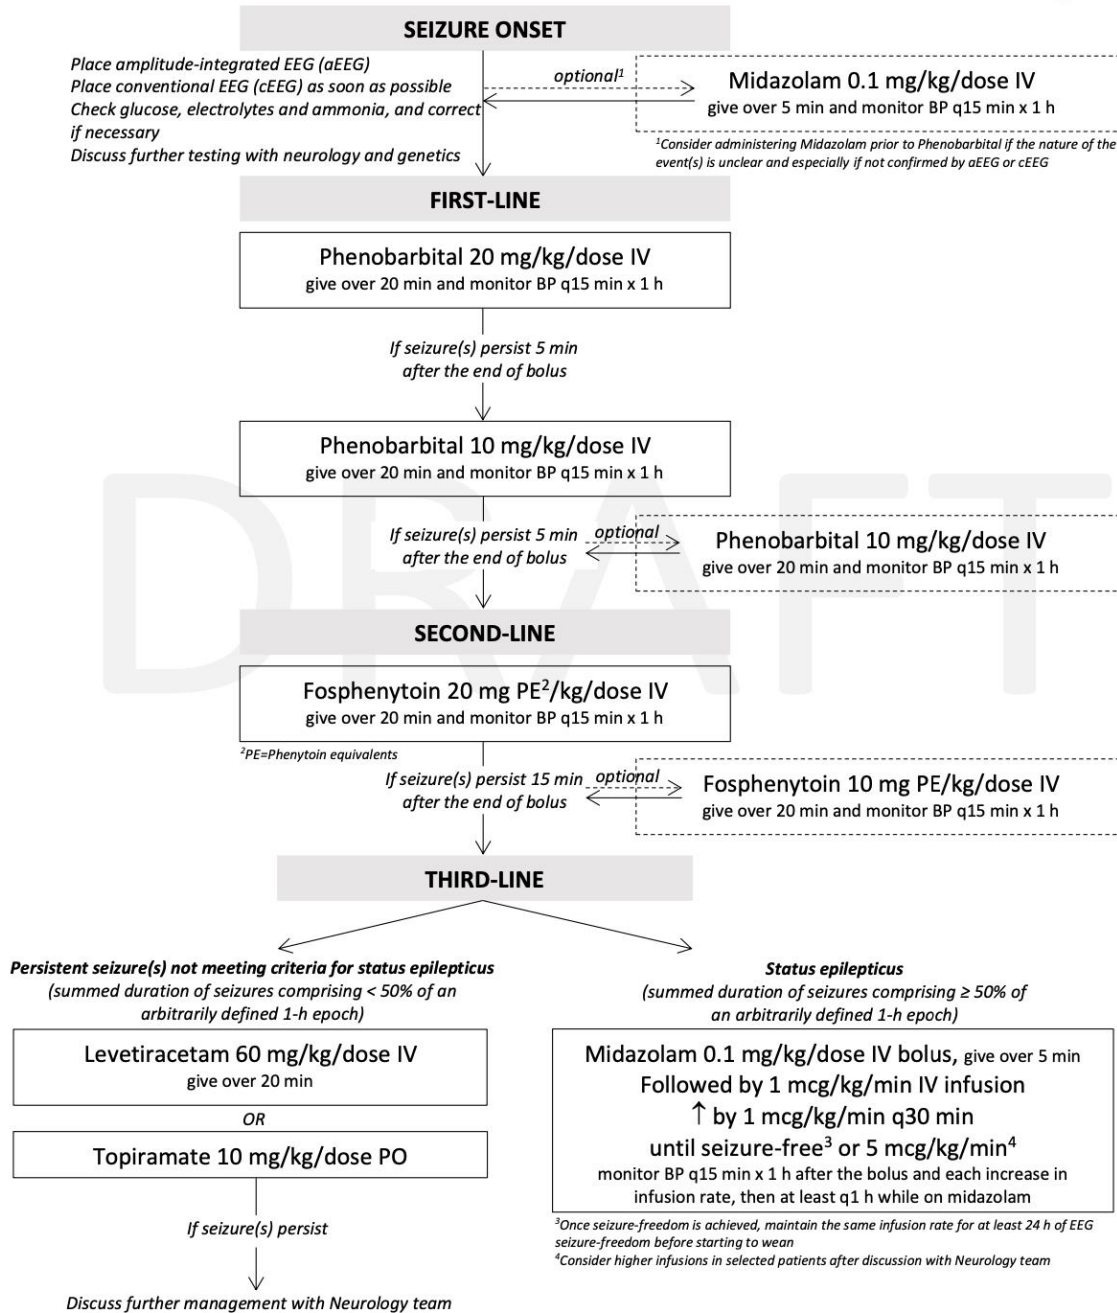 SEIZURE ONSET
Place amplitude-integrated EEG (aEEG)
Place conventional EEG (cEEG) as soon as possible
Check glucose, electrolytes and ammonia, and correct
if necessary
Discuss further testing with neurology and genetics
optional¹
Midazolam 0.1 mg/kg/dose IV
give over 5 min and monitor BP q15 min x 1 h
¹Consider administering Midazolam prior to Phenobarbital if the nature of the
event(s) is unclear and especially if not confirmed by aEEG or cEEG
FIRST-LINE
Phenobarbital 20 mg/kg/dose IV
give over 20 min and monitor BP q15 min x 1 h
If seizure(s) persist 5 min
after the end of bolus
Phenobarbital 10 mg/kg/dose IV
give over 20 min and monitor BP q15 min x 1 h
If seizure(s) persist 5 min
after the end of bolus
optional
Phenobarbital 10 mg/kg/dose IV
give over 20 min and monitor BP q15 min x 1 h
DRAFT
SECOND-LINE
Fosphenytoin 20 mg PE²/kg/dose IV
give over 20 min and monitor BP q15 min x 1 h
²PE=Phenytoin equivalents
If seizure(s) persist 15 min
after the end of bolus
optional
Fosphenytoin 10 mg PE/kg/dose IV
give over 20 min and monitor BP q15 min x 1 h
THIRD-LINE
Persistent seizure(s) not meeting criteria for status epilepticus
(summed duration of seizures comprising < 50% of an
arbitrarily defined 1-h epoch)
Levetiracetam 60 mg/kg/dose IV
give over 20 min
OR
Topiramate 10 mg/kg/dose PO
If seizure(s) persist
Discuss further management with Neurology team
Status epilepticus
(summed duration of seizures comprising ≥ 50% of
an arbitrarily defined 1-h epoch)
Midazolam 0.1 mg/kg/dose IV bolus, give over 5 min
Followed by 1 mcg/kg/min IV infusion
↑ by 1 mcg/kg/min q30 min
until seizure-free³ or 5 mcg/kg/min⁴
monitor BP q15 min x 1 h after the bolus and each increase in
infusion rate, then at least q1 h while on midazolam
³Once seizure-freedom is achieved, maintain the same infusion rate for at least 24 h of EEG
seizure-freedom before starting to wean
⁴Consider higher infusions in selected patients after discussion with Neurology team